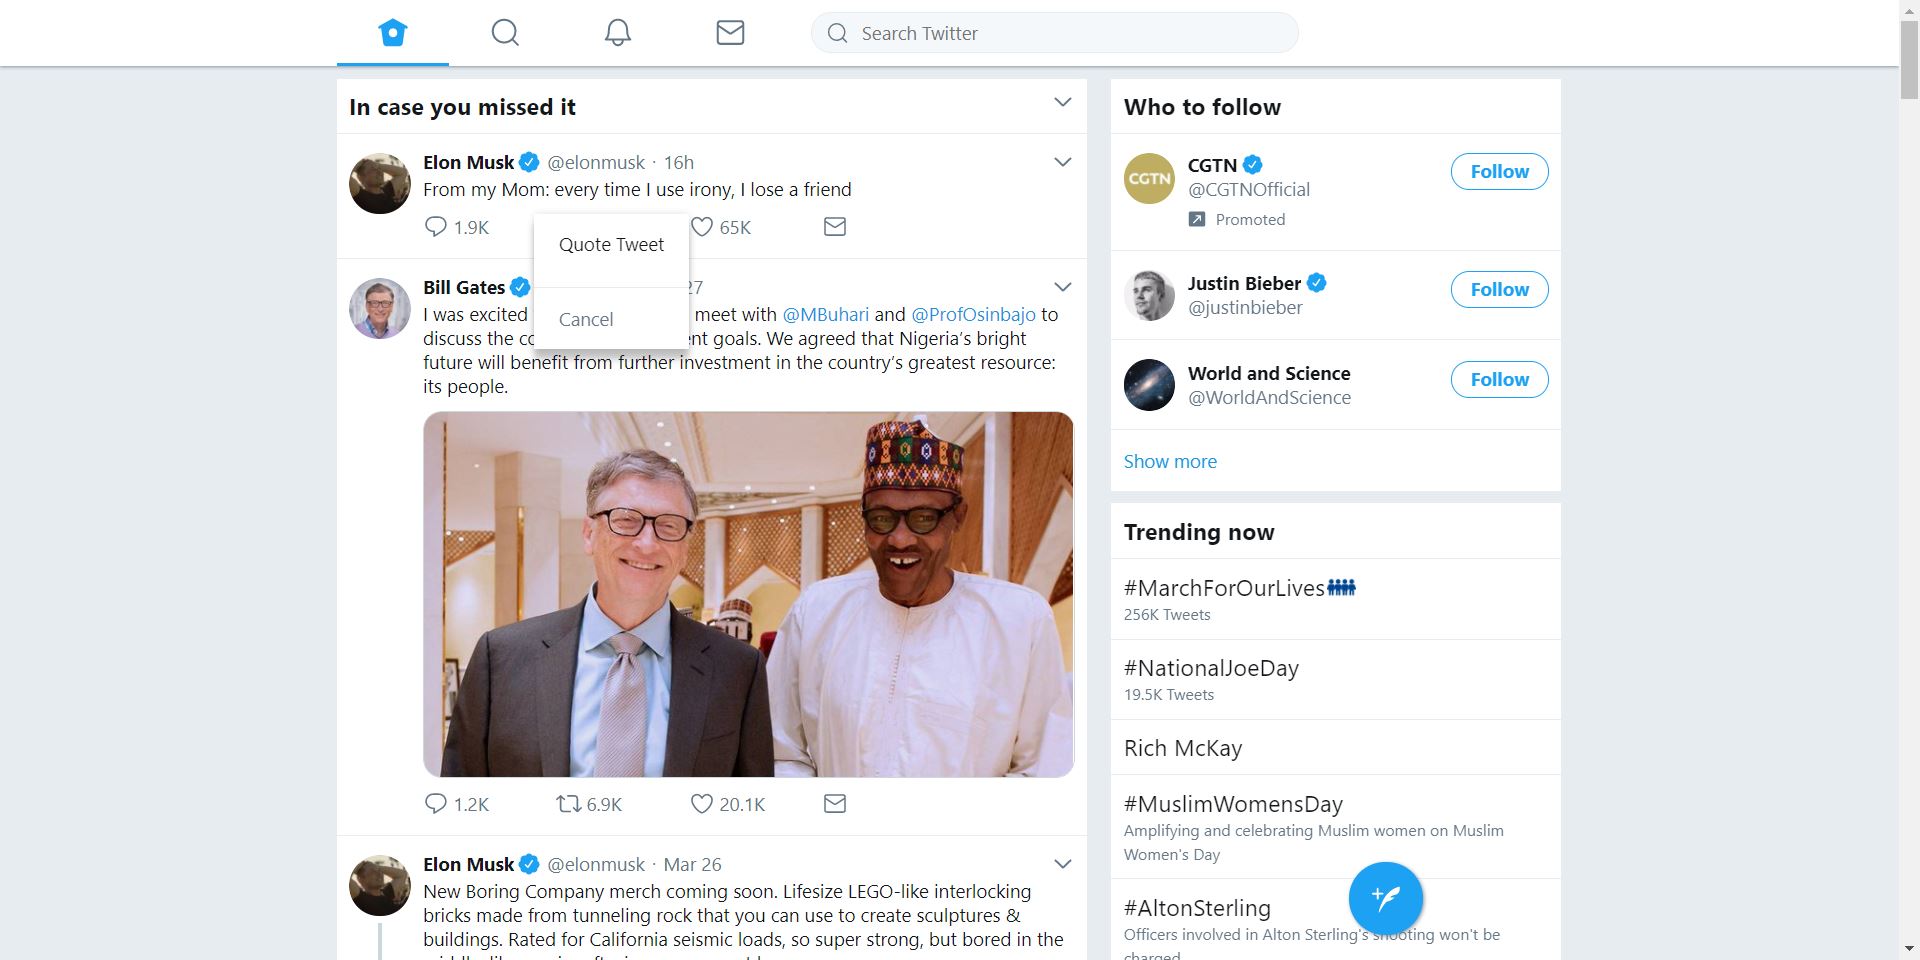 Search Twitter
In case you missed it
Elon Musk @elonmusk · 16h
From my Mom: every time I use irony, I lose a friend
1.9K 65K
Quote Tweet
Cancel
Bill Gates 27
I was excited meet with @MBuhari and @ProfOsinbajo to
discuss the goals. We agreed that Nigeria’s bright
future will benefit from further investment in the country’s greatest resource:
its people.
1.2K 6.9K 20.1K
Elon Musk @elonmusk · Mar 26
New Boring Company merch coming soon. Lifesize LEGO-like interlocking
bricks made from tunneling rock that you can use to create sculptures &
buildings. Rated for California seismic loads, so super strong, but bored in the
Who to follow
CGTN
CGTN
@CGTNOfficial
Promoted
Follow
Justin Bieber
@justinbieber
Follow
World and Science
@WorldAndScience
Follow
Show more
Trending now
#MarchForOurLives
256K Tweets
#NationalJoeDay
19.5K Tweets
Rich McKay
#MuslimWomensDay
Amplifying and celebrating Muslim women on Muslim
Women's Day
#AltonSterling
Officers involved in Alton Sterling's shooting won't be
charged